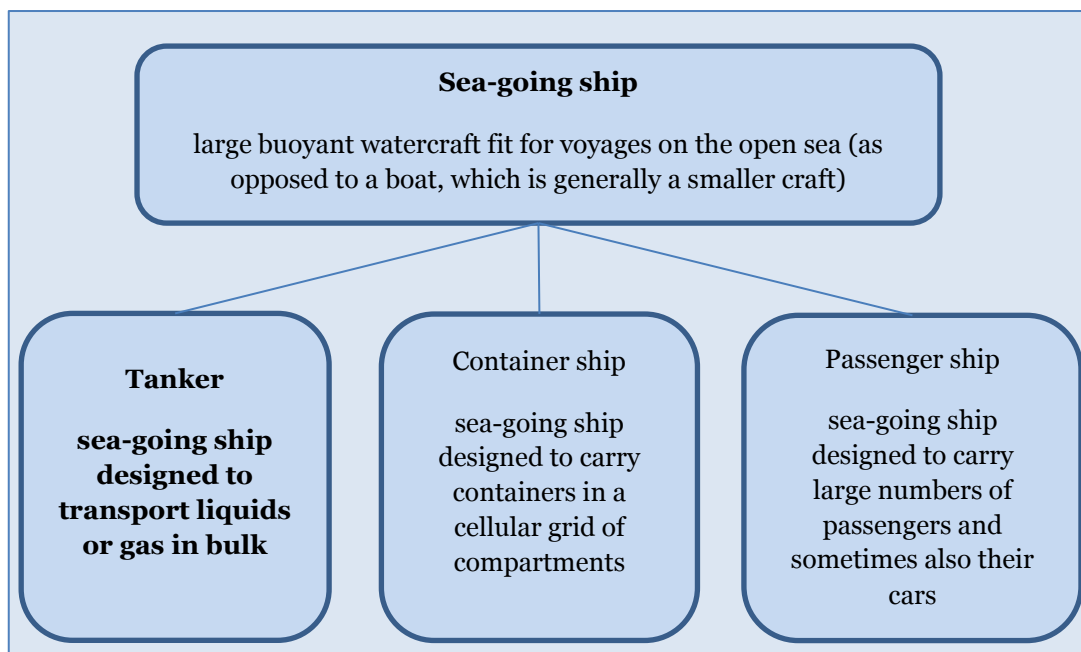 Sea-going ship
large buoyant watercraft fit for voyages on the open sea (as
opposed to a boat, which is generally a smaller craft)
Tanker
sea-going ship
designed to
transport liquids
or gas in bulk
Container ship
sea-going ship
designed to carry
containers in a
cellular grid of
compartments
Passenger ship
sea-going ship
designed to carry
large numbers of
passengers and
sometimes also their
cars